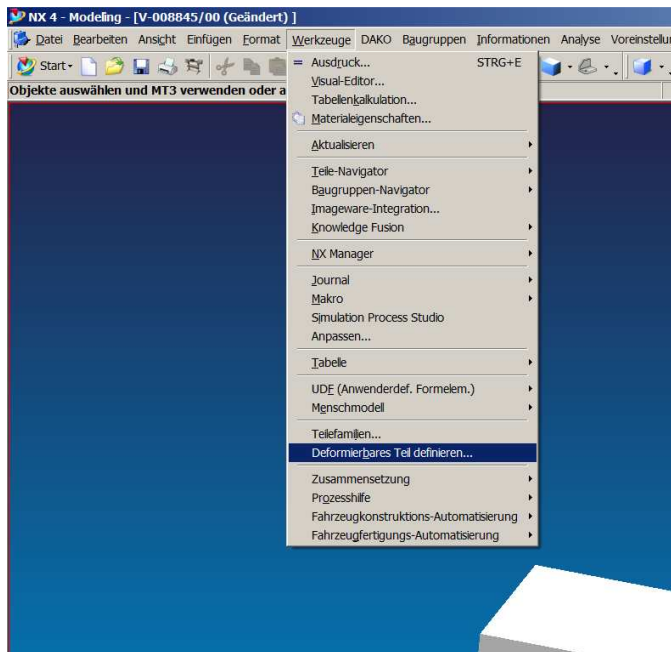 NX 4 - Modeling - [V-008845/00 (Geändert) ]
Datei Bearbeiten Ansicht Einfügen Format Werkzeuge DAKO Baugruppen Informationen Analyse Voreinstellun
Start
Objekte auswählen und MT3 verwenden oder a
= Ausdruck... STRG+E
Visual-Editor...
Tabellenkalkulation...
Materialeigenschaften...
Aktualisieren
Teile-Navigator
Baugruppen-Navigator
Imageware-Integration...
Knowledge Fusion
NX Manager
Journal
Makro
Simulation Process Studio
Anpassen...
Tabelle
UDF (Anwenderdef. Formelem.)
Menschmodell
Teilefamilien...
Deformierbares Teil definieren...
Zusammensetzung
Prozesshilfe
Fahrzeugkonstruktions-Automatisierung
Fahrzeugfertigungs-Automatisierung